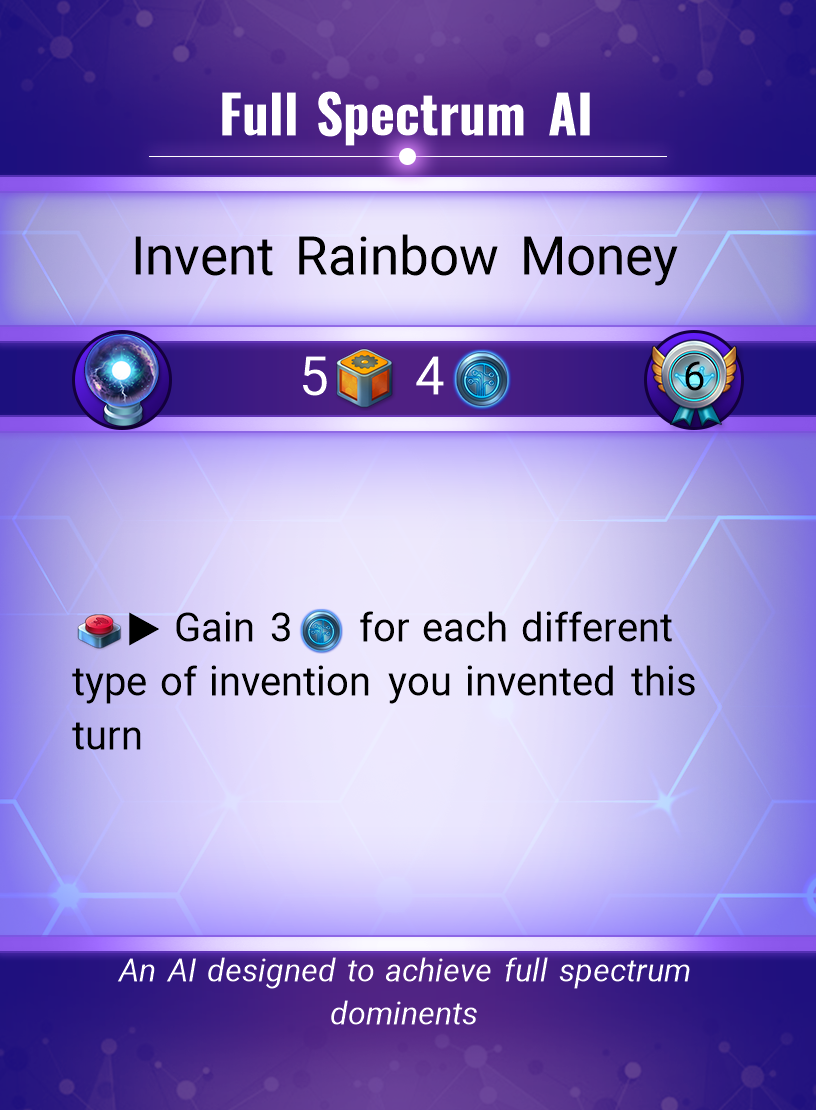 Full Spectrum AI
Invent Rainbow Money
5 4 6
Gain 3 for each different
type of invention you invented this
turn
An AI designed to achieve full spectrum
dominents